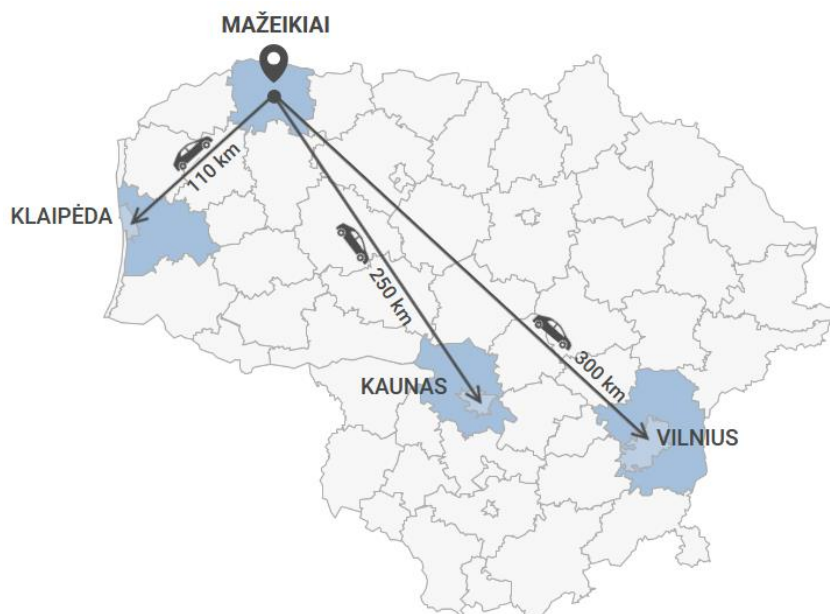 MAŽEIKIAI
110 km
KLAIPĖDA
250 km
300 km
KAUNAS
VILNIUS